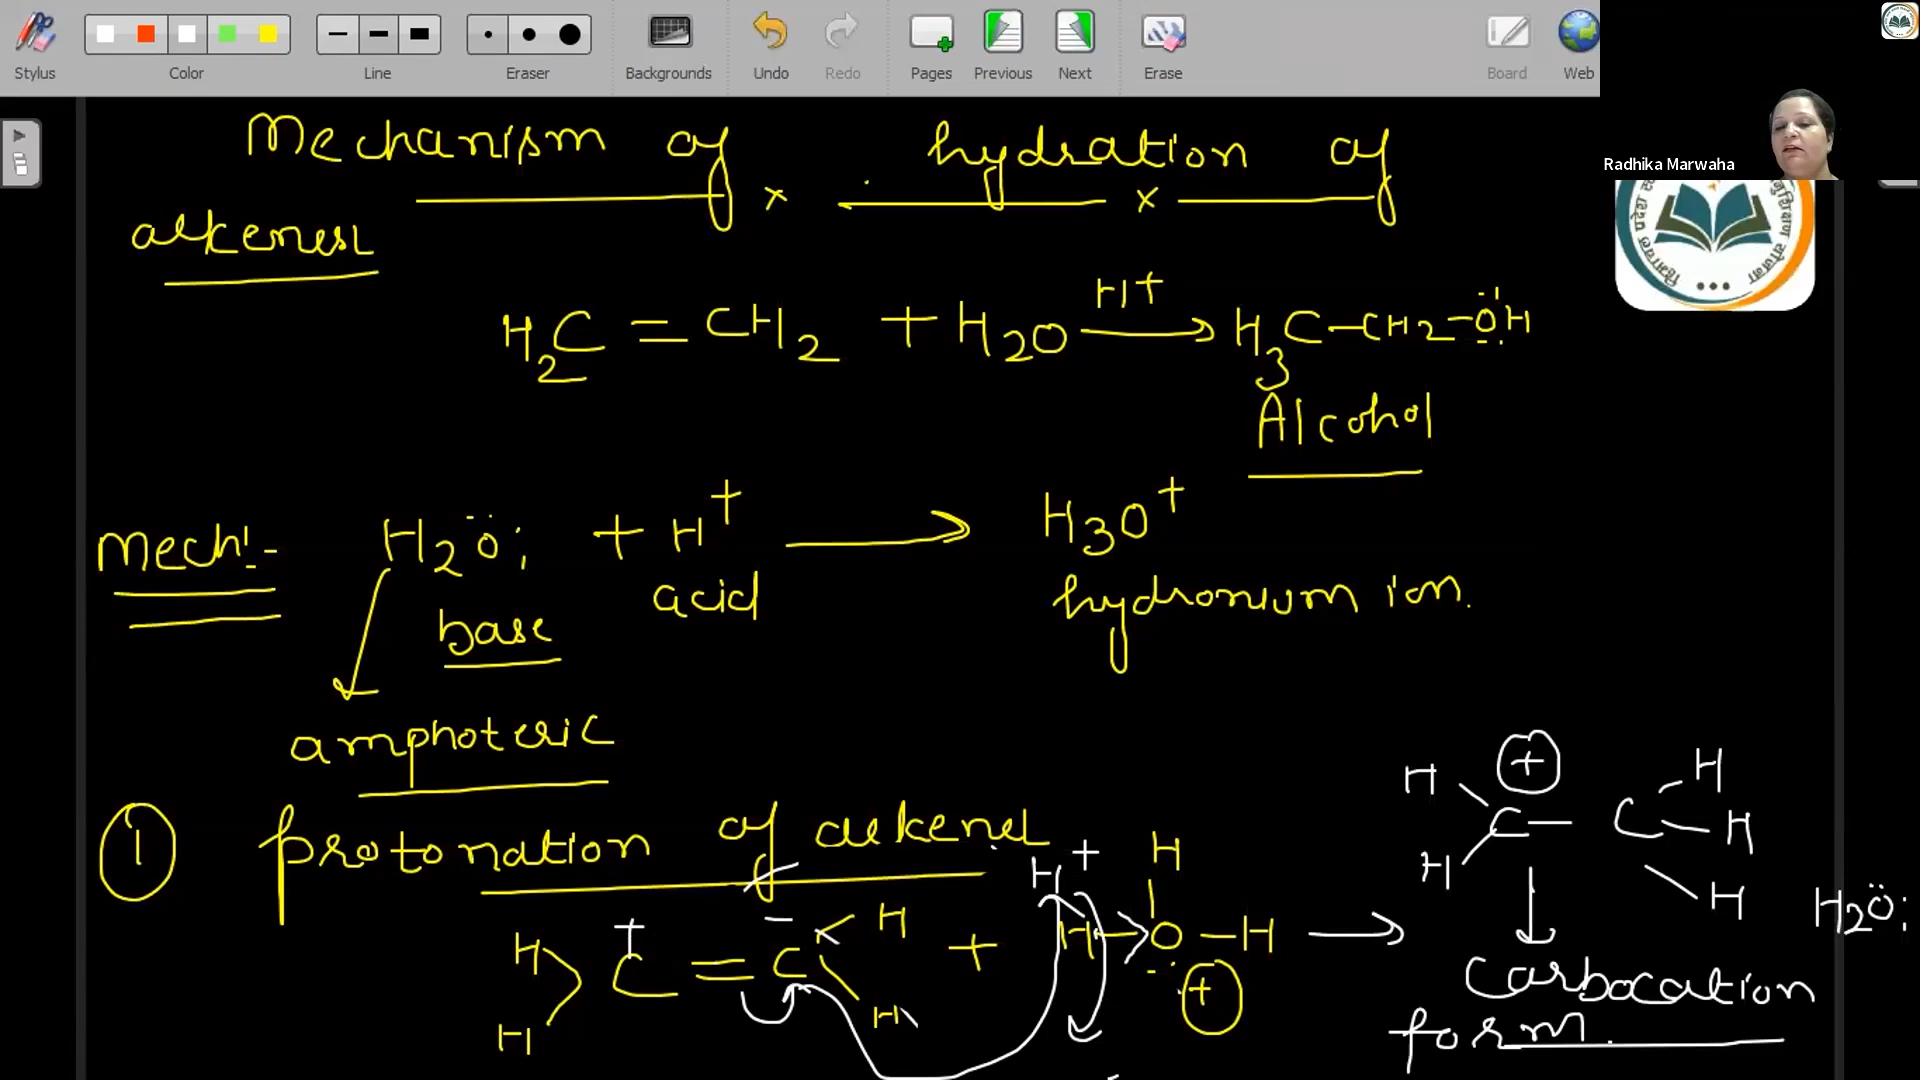 Stylus Color Line Eraser Backgrounds Undo Redo Pages Previous Next Erase Board Web
Radhika Marwaha
Mechanism of hydration of
alkenes
H2C = CH2 + H2O H+ → H3C-CH2-ÖH
Alcohol
Mech:- H2Ö: + H+ → H3O+
base acid hydronium ion.
amphoteric
1 protonation of alkene
H H C+ = C- H H + H+ H→O-H H + → H H C+ - C H H H H2Ö:
Carbocation
form.